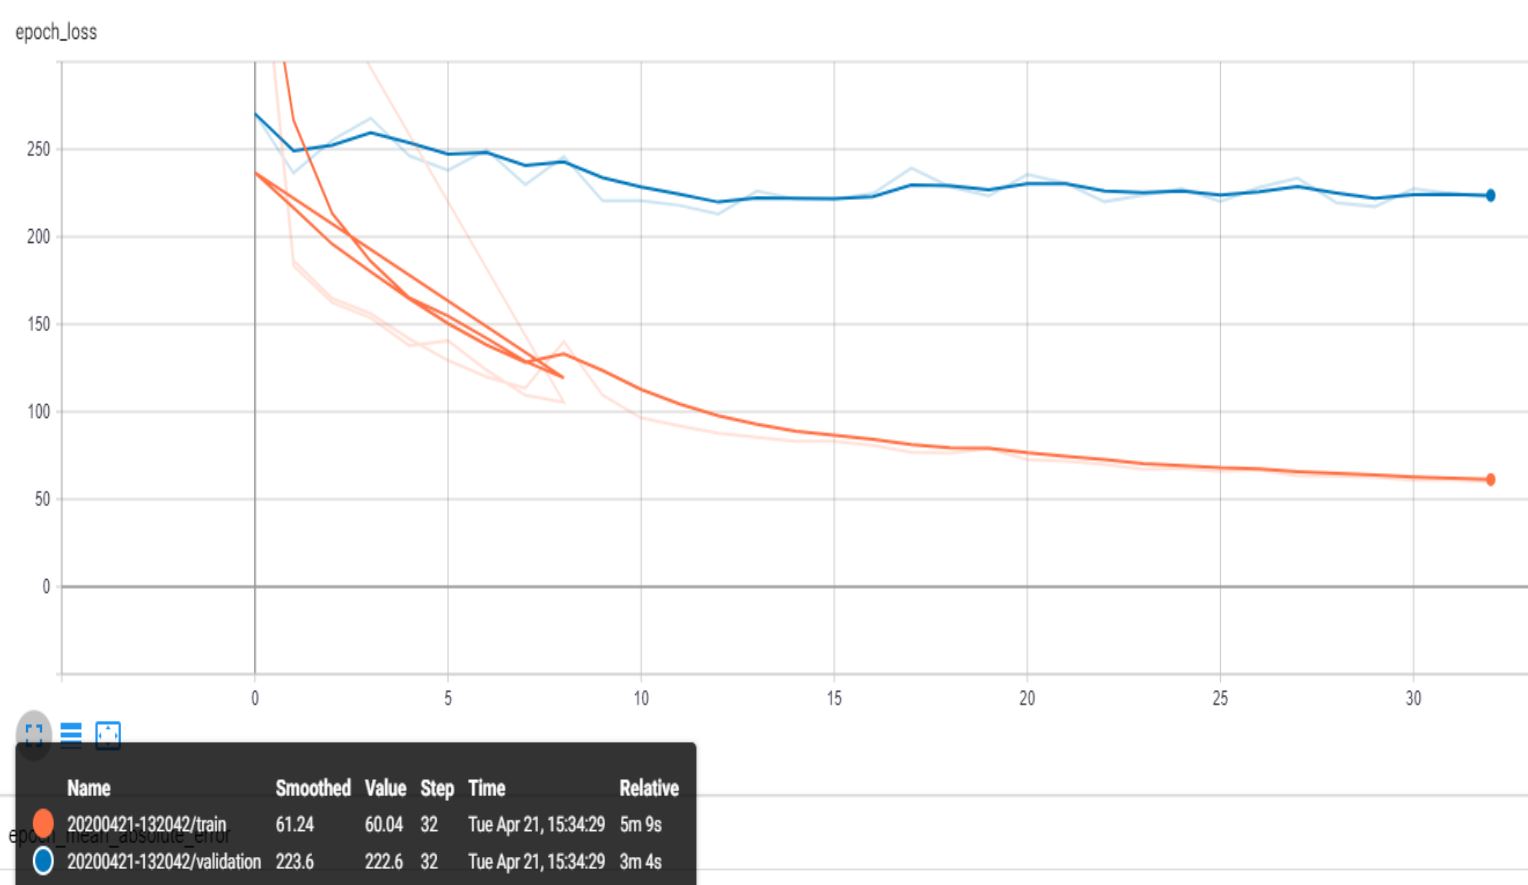 epoch_loss
250
200
150
100
50
0
0 5 10 15 20 25 30
Name Smoothed Value Step Time Relative
20200421-132042/train 61.24 60.04 32 Tue Apr 21, 15:34:29 5m 9s
epoch_mean_absolute_error
20200421-132042/validation 223.6 222.6 32 Tue Apr 21, 15:34:29 3m 4s